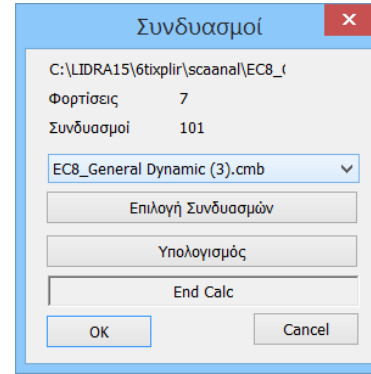 Συνδυασμοί
C:\LIDRA15\6tixplir\scaanal\EC8_(
Φορτίσεις 7
Συνδυασμοί 101
EC8_General Dynamic (3).cmb
Επιλογή Συνδυασμών
Υπολογισμός
End Calc
OK Cancel